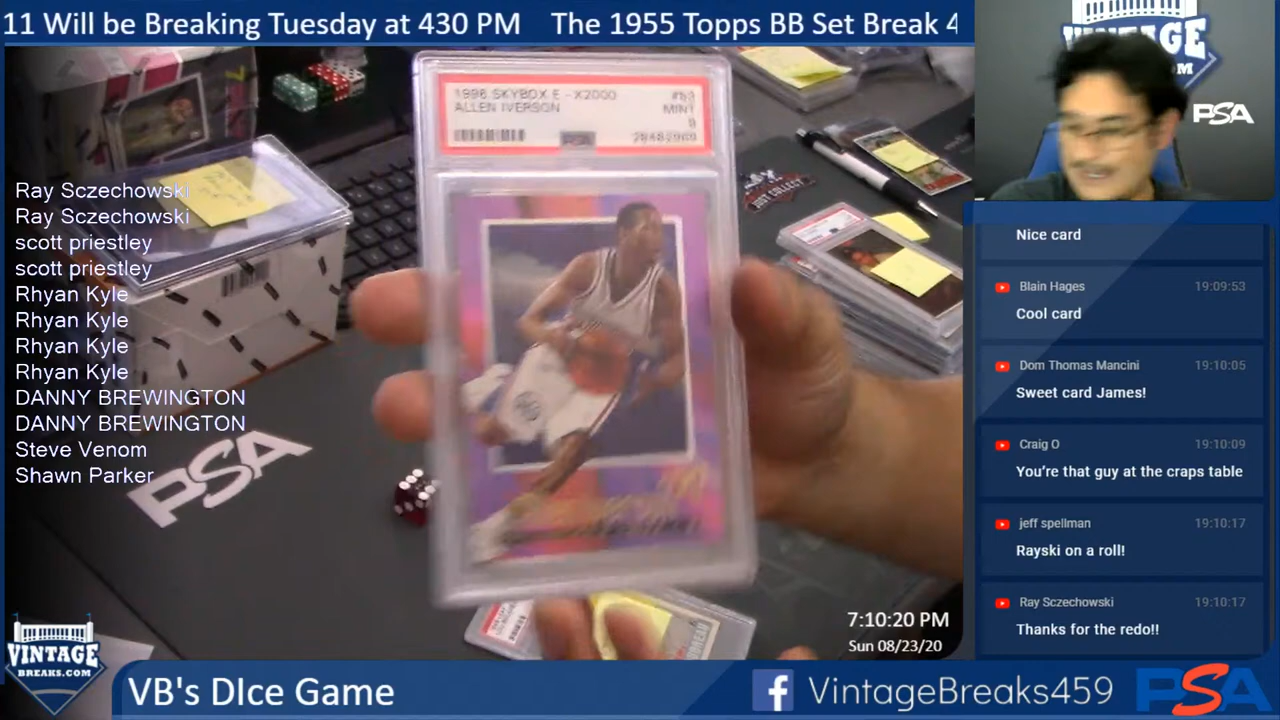 11 Will be Breaking Tuesday at 430 PM The 1955 Topps BB Set Break 4
VINTAGE
PSA
1996 SKYBOX E-X2000 #53
ALLEN IVERSON MINT
9
JUST COLLECT
Ray Sczechowski
Ray Sczechowski
scott priestley
scott priestley
Rhyan Kyle
Rhyan Kyle
Rhyan Kyle
Rhyan Kyle
DANNY BREWINGTON
DANNY BREWINGTON
Steve Venom
Shawn Parker
PSA
Nice card
Blain Hages 19:09:53
Cool card
Dom Thomas Mancini 19:10:05
Sweet card James!
Craig O 19:10:09
You're that guy at the craps table
jeff spellman 19:10:17
Rayski on a roll!
Ray Sczechowski 19:10:17
Thanks for the redo!!
7:10:20 PM
Sun 08/23/20
VINTAGE
BREAKS.COM
VB's DIce Game
f VintageBreaks459
PSA